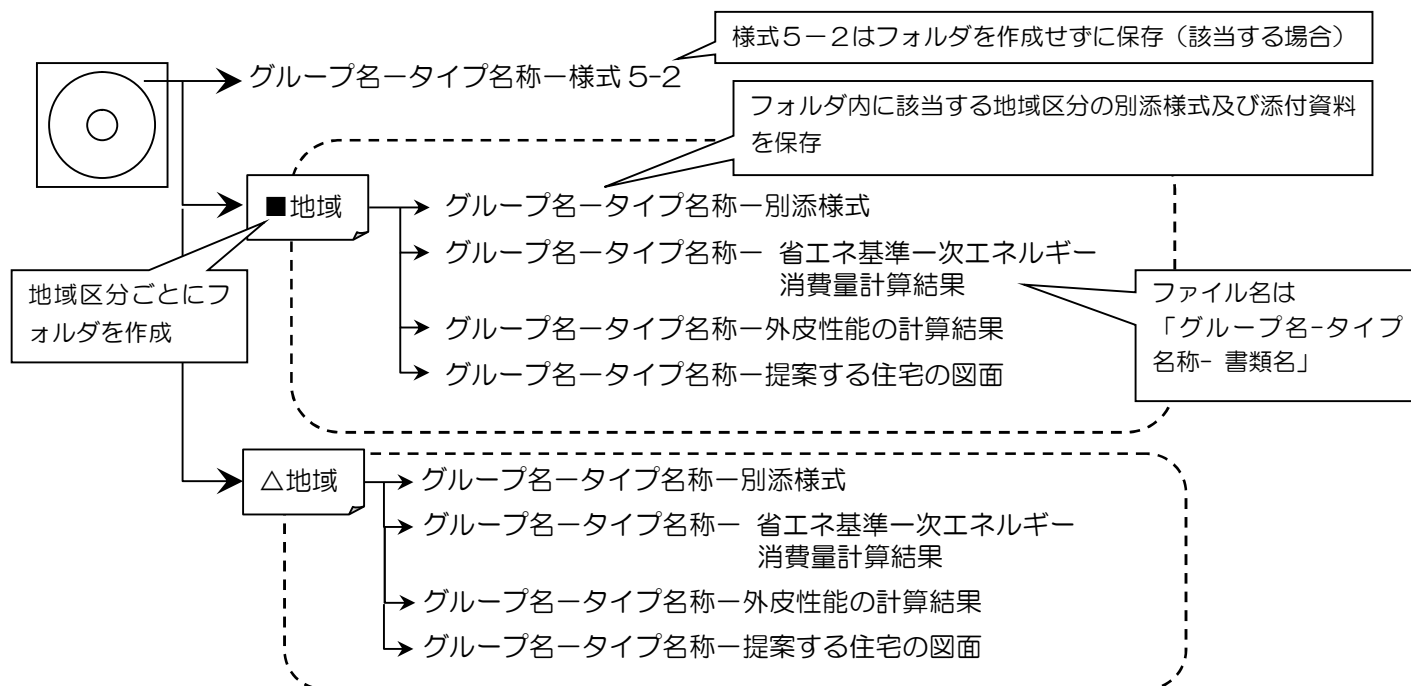 様式5-2はフォルダを作成せずに保存（該当する場合）
グループ名ータイプ名称ー様式 5-2
フォルダ内に該当する地域区分の別添様式及び添付資料
を保存
■地域
グループ名ータイプ名称ー別添様式
グループ名ータイプ名称ー 省エネ基準一次エネルギー
消費量計算結果
グループ名ータイプ名称ー外皮性能の計算結果
グループ名ータイプ名称ー提案する住宅の図面
地域区分ごとにフ
ォルダを作成
ファイル名は
「グループ名-タイプ
名称- 書類名」
△地域
グループ名ータイプ名称ー別添様式
グループ名ータイプ名称ー 省エネ基準一次エネルギー
消費量計算結果
グループ名ータイプ名称ー外皮性能の計算結果
グループ名ータイプ名称ー提案する住宅の図面